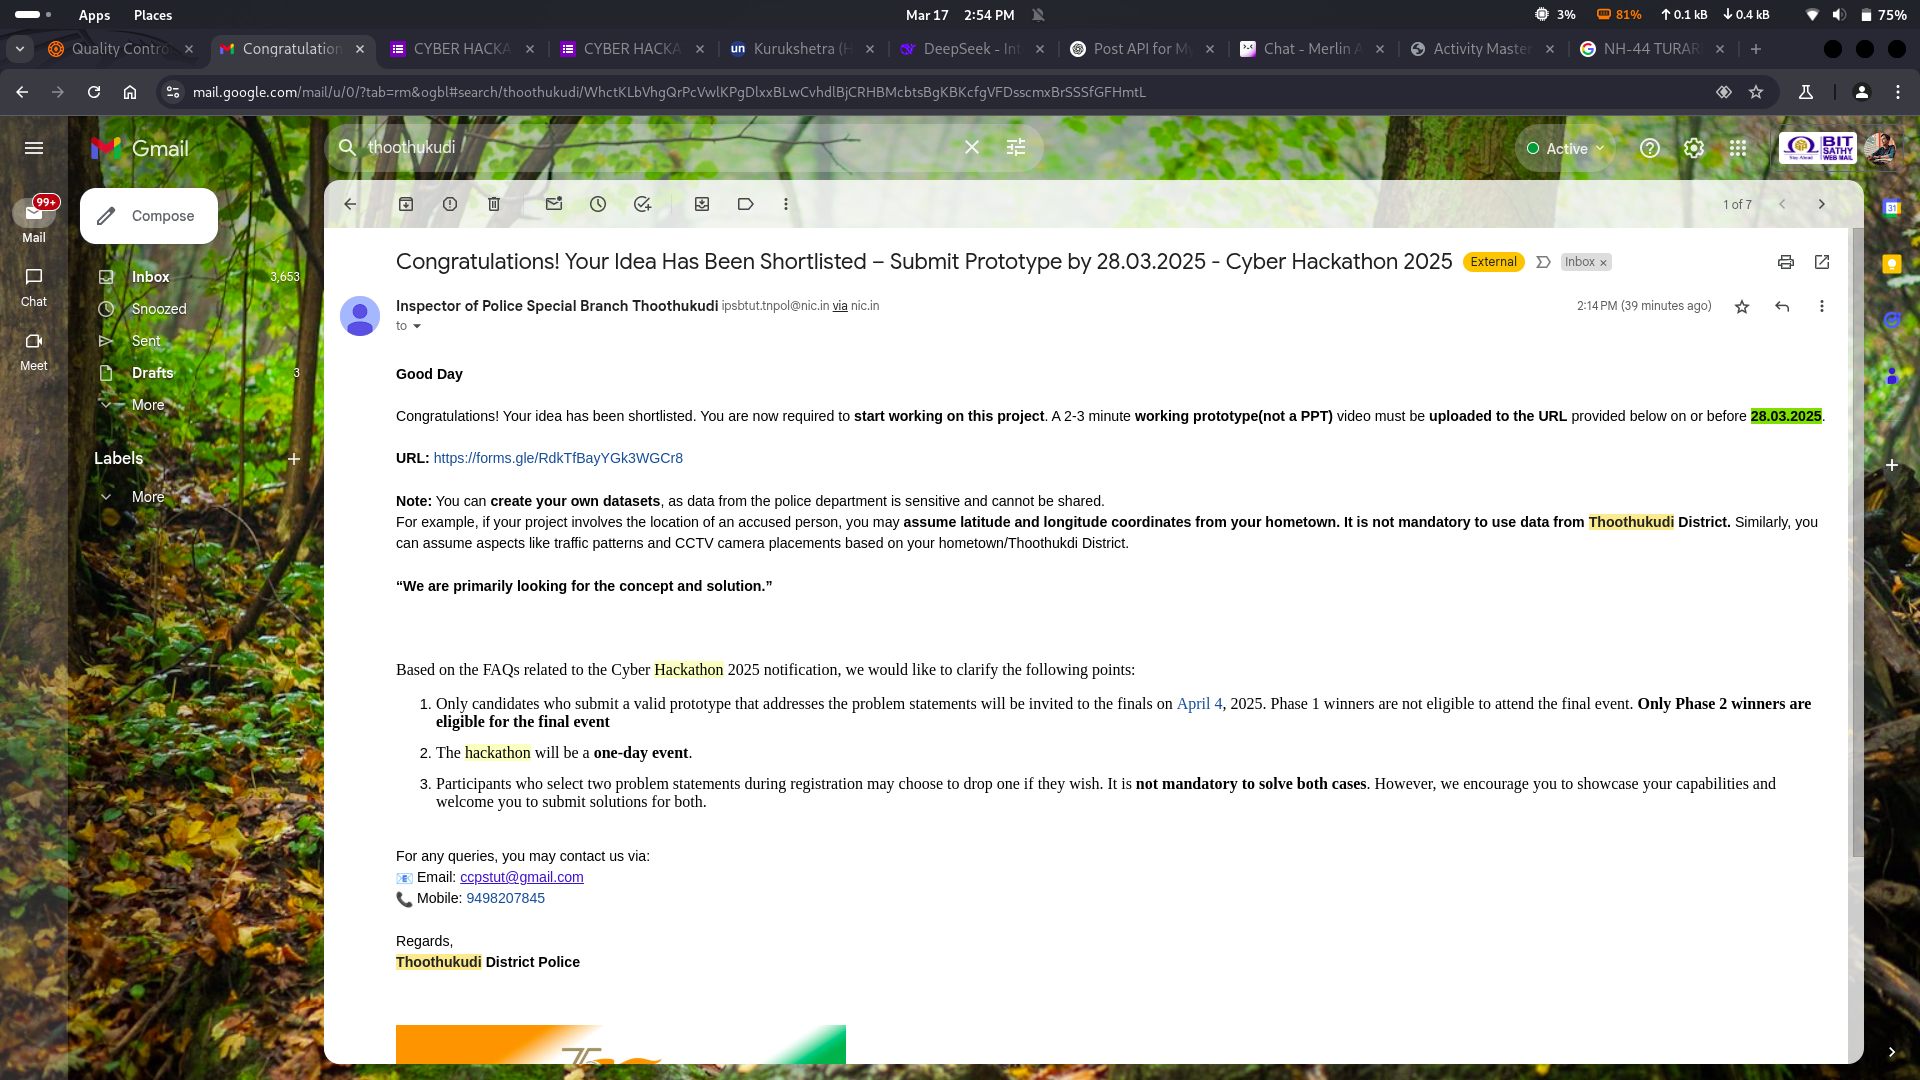 Apps Places Mar 17 2:54 PM 3% 81% 0.1 kB 0.4 kB 75%
Quality Contro Congratulation CYBER HACKA CYBER HACKA un Kurukshetra (H DeepSeek - Int Post API for My Chat - Merlin A Activity Master NH-44 TURAR
mail.google.com/mail/u/0/?tab=rm&ogbl#search/thoothukudi/WhctKLbVhgQrPcVwlKPgDlxxBLwCvhdlBjCRHBMcbtsBgKBKcfgVFDsscmxBrSSSfGFHmtL
Gmail thoothukudi Active BIT SATHY WEB MAIL Stay Ahead
99+
Mail
Chat
Meet
Compose
Inbox 3,653
Snoozed
Sent
Drafts 3
More
Labels
More
1 of 7
31
Congratulations! Your Idea Has Been Shortlisted – Submit Prototype by 28.03.2025 - Cyber Hackathon 2025 External Inbox
Inspector of Police Special Branch Thoothukudi ipsbtut.tnpol@nic.in via nic.in 2:14 PM (39 minutes ago)
to
Good Day
Congratulations! Your idea has been shortlisted. You are now required to start working on this project. A 2-3 minute working prototype(not a PPT) video must be uploaded to the URL provided below on or before 28.03.2025.
URL: https://forms.gle/RdkTfBayYGk3WGCr8
Note: You can create your own datasets, as data from the police department is sensitive and cannot be shared.
For example, if your project involves the location of an accused person, you may assume latitude and longitude coordinates from your hometown. It is not mandatory to use data from Thoothukudi District. Similarly, you
can assume aspects like traffic patterns and CCTV camera placements based on your hometown/Thoothukdi District.
“We are primarily looking for the concept and solution.”
Based on the FAQs related to the Cyber Hackathon 2025 notification, we would like to clarify the following points:
1. Only candidates who submit a valid prototype that addresses the problem statements will be invited to the finals on April 4, 2025. Phase 1 winners are not eligible to attend the final event. Only Phase 2 winners are
eligible for the final event
2. The hackathon will be a one-day event.
3. Participants who select two problem statements during registration may choose to drop one if they wish. It is not mandatory to solve both cases. However, we encourage you to showcase your capabilities and
welcome you to submit solutions for both.
For any queries, you may contact us via:
Email: ccpstut@gmail.com
Mobile: 9498207845
Regards,
Thoothukudi District Police